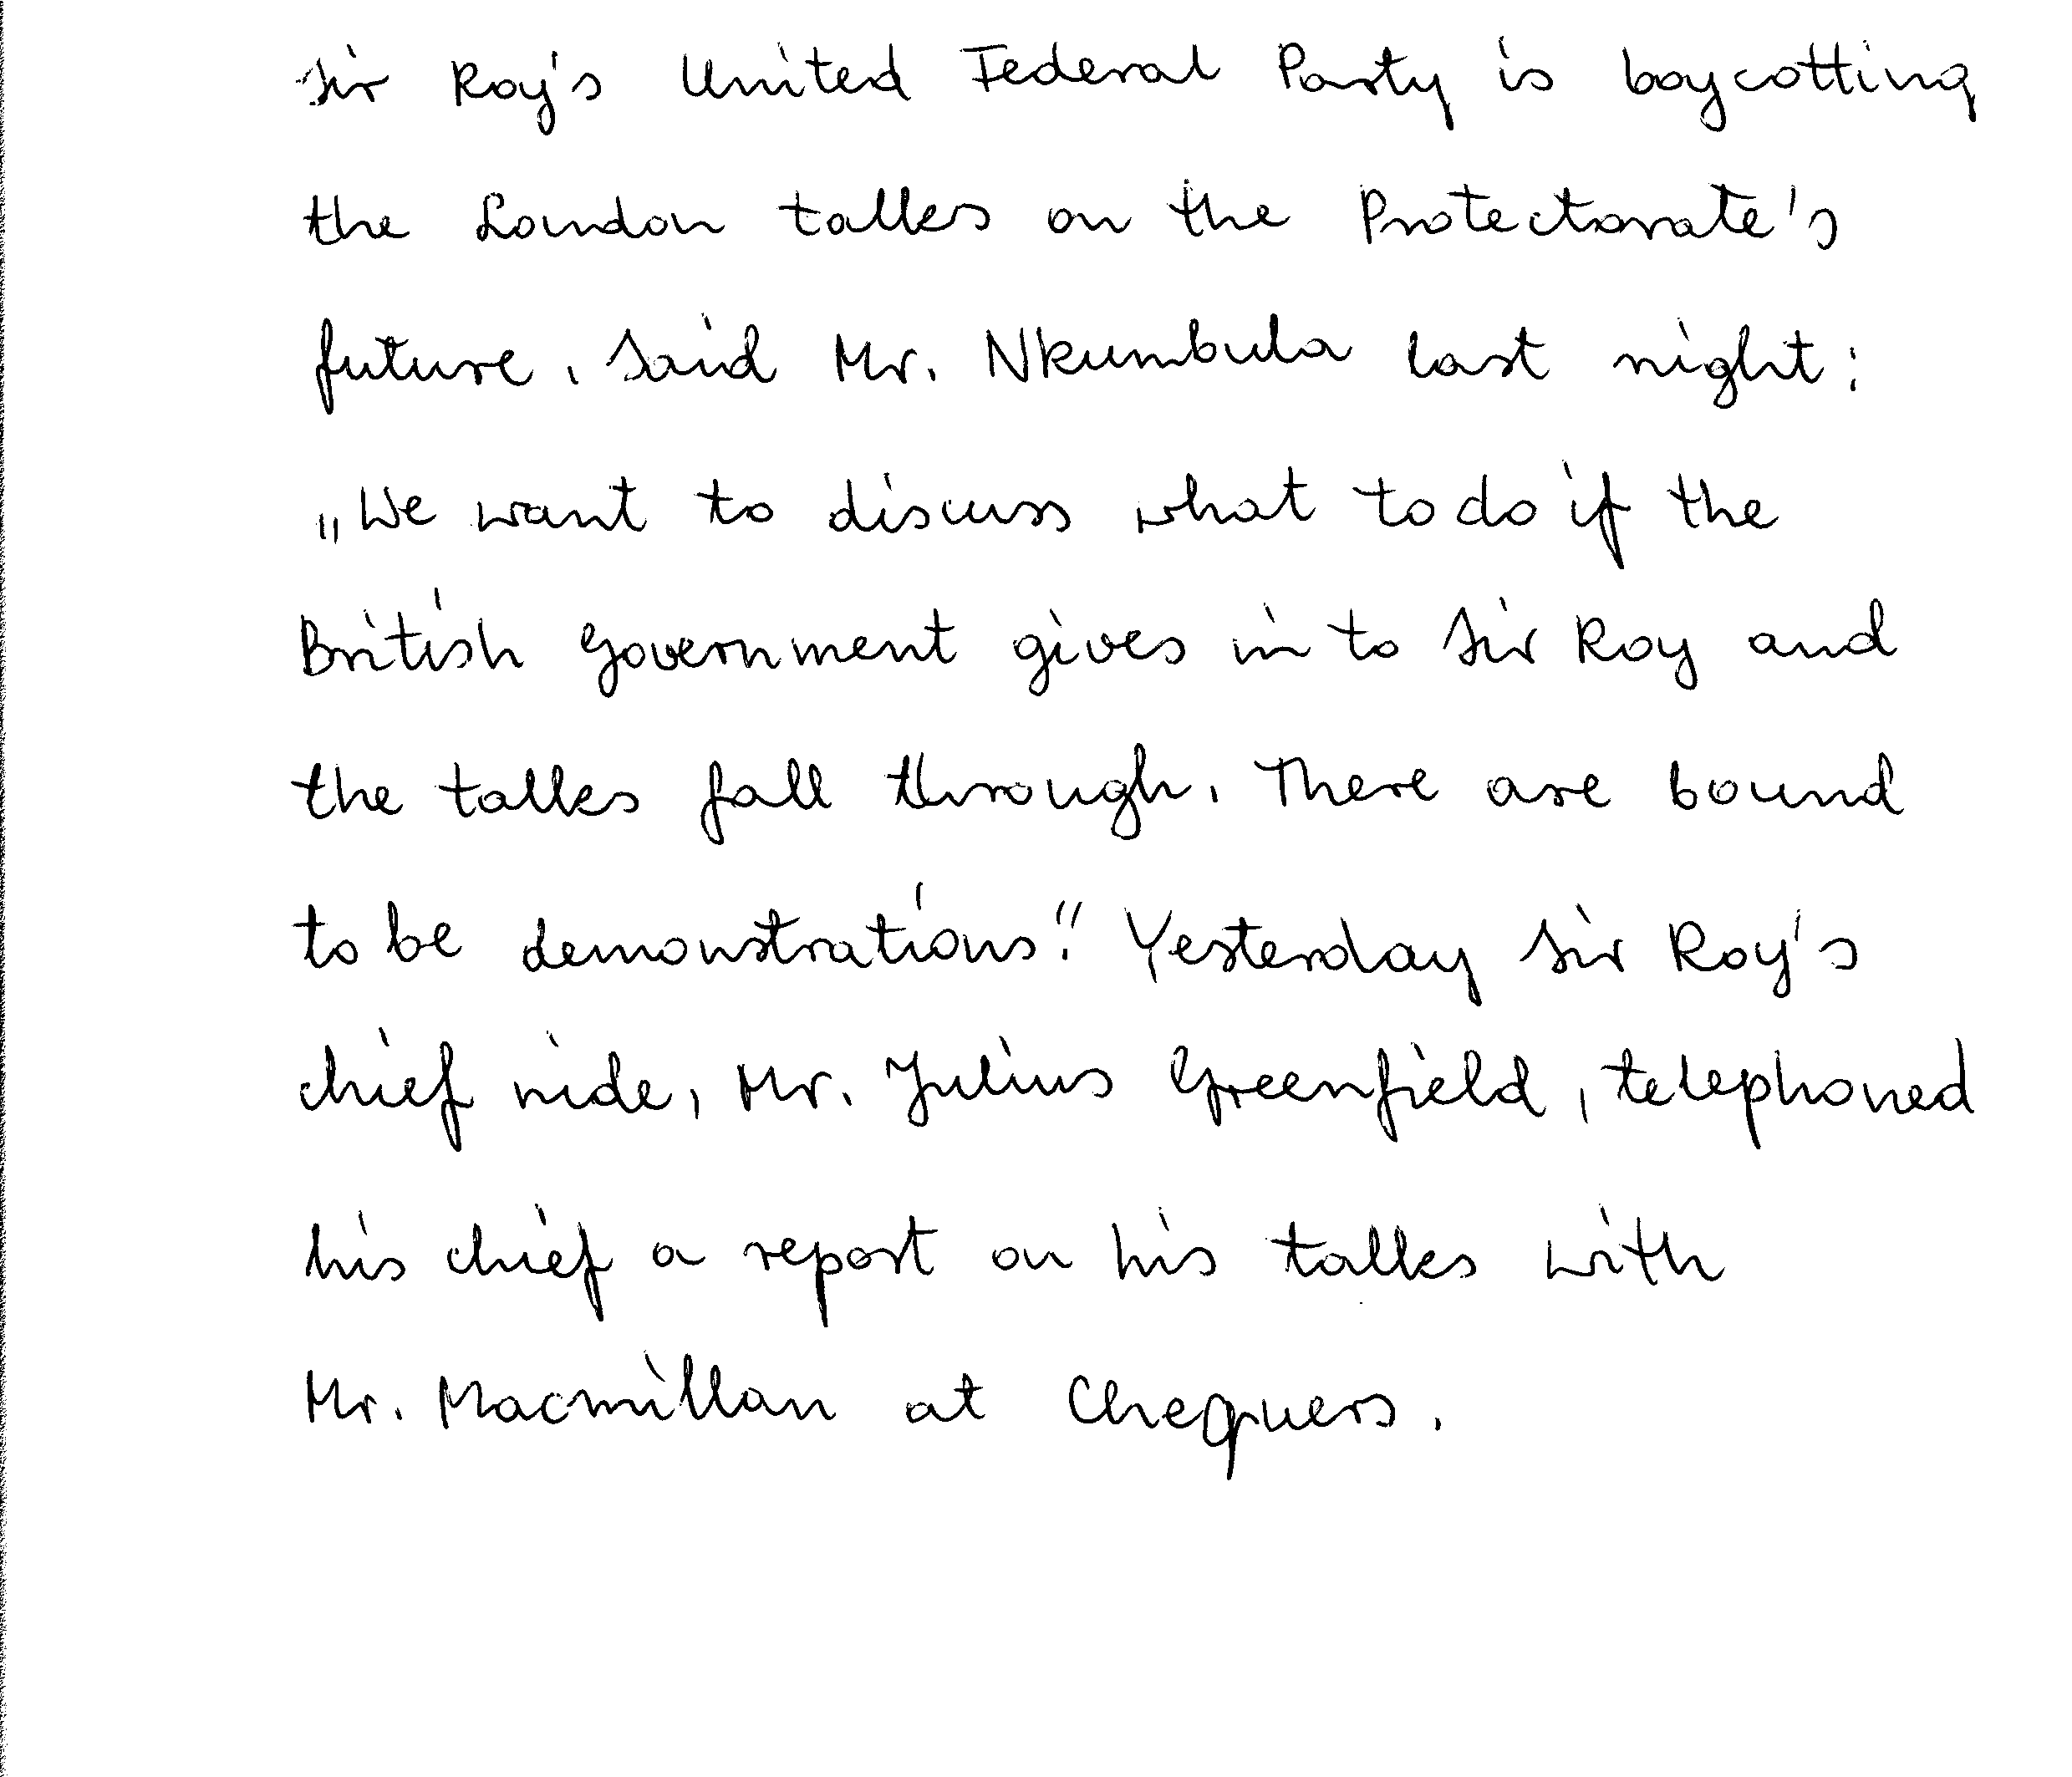 Sir Roy's United Federal Party is boycotting
the London talks on the Protectorate's
future. Said Mr. Nkumbula last night:
„We want to discuss what to do if the
British Government gives in to Sir Roy and
the talks fall through. There are bound
to be demonstrations." Yesterday Sir Roy's
chief aide, Mr. Julius Greenfield, telephoned
his chief a report on his talks with
Mr. Macmillan at Chequers.